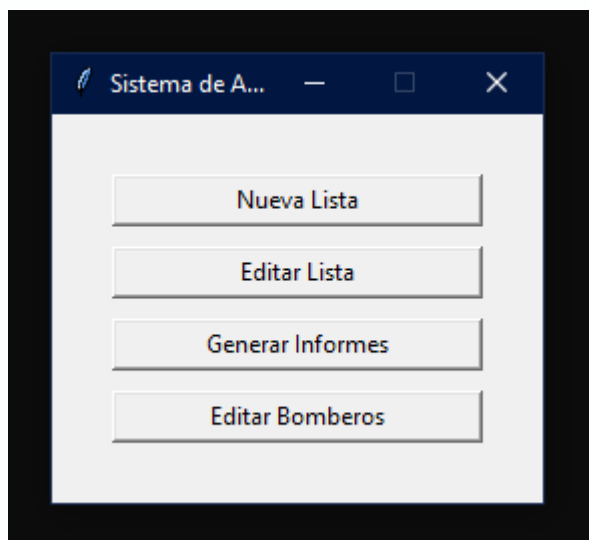 Sistema de A...
Nueva Lista
Editar Lista
Generar Informes
Editar Bomberos